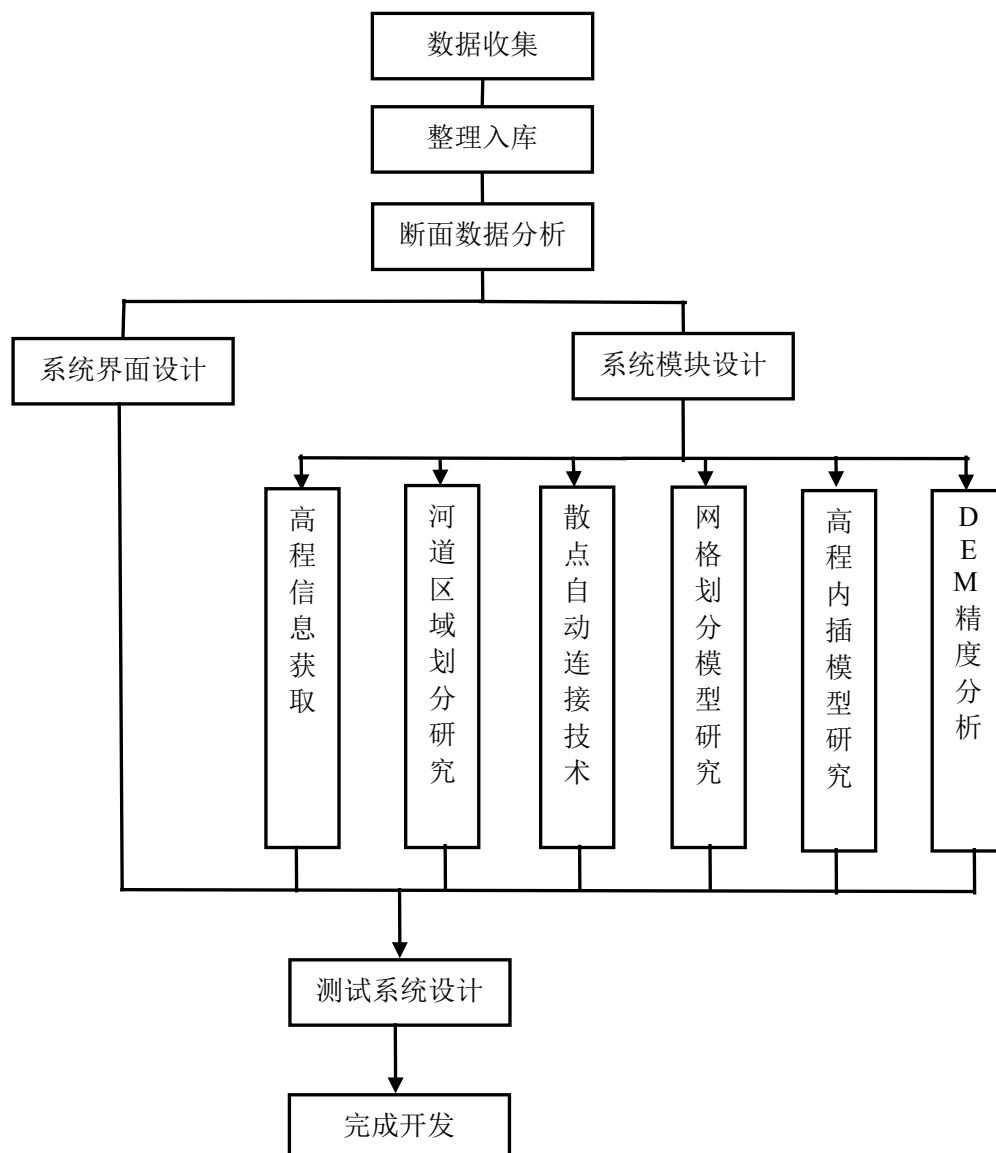 数据收集
整理入库
断面数据分析
系统界面设计
系统模块设计
高程信息获取
河道区域划分研究
散点自动连接技术
网格划分模型研究
高程内插模型研究
DEM精度分析
测试系统设计
完成开发